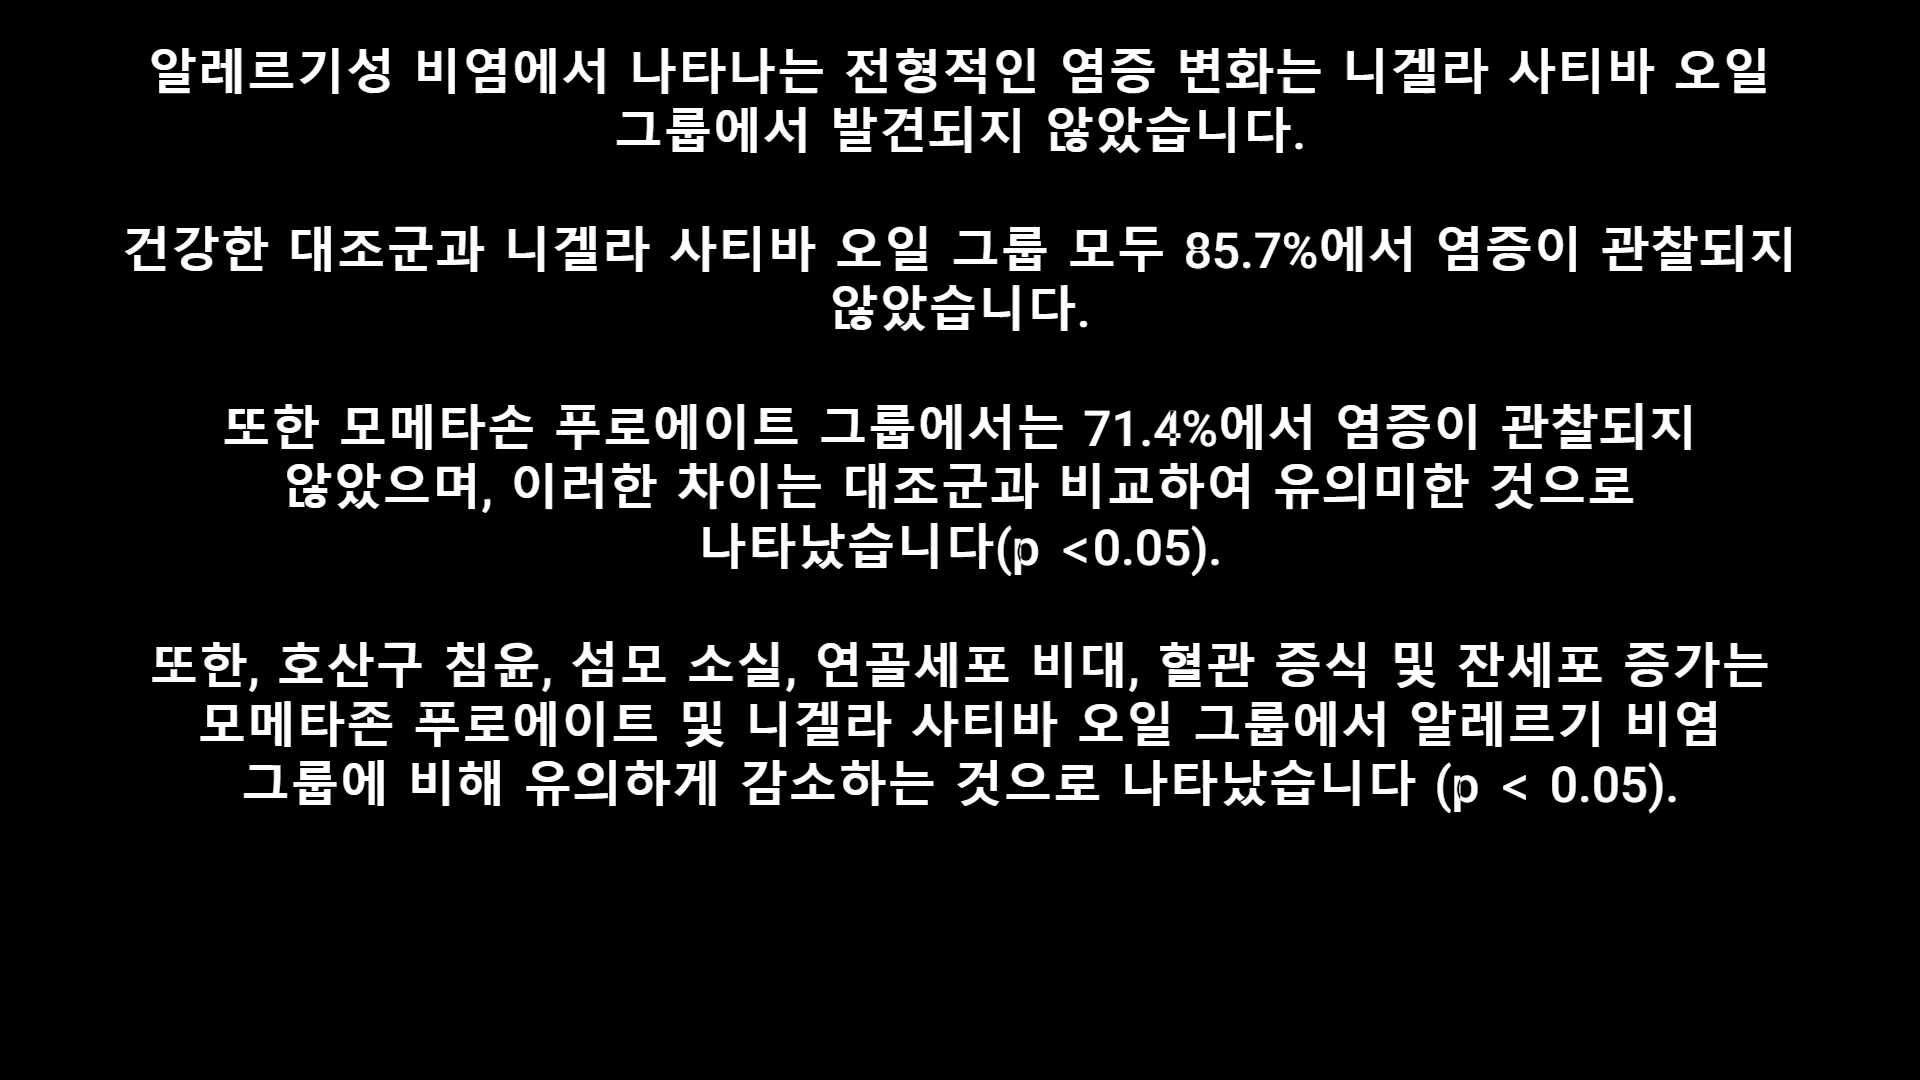 알레르기성 비염에서 나타나는 전형적인 염증 변화는 니겔라 사티바 오일
그룹에서 발견되지 않았습니다.
건강한 대조군과 니겔라 사티바 오일 그룹 모두 85.7%에서 염증이 관찰되지
않았습니다.
또한 모메타손 푸로에이트 그룹에서는 71.4%에서 염증이 관찰되지
않았으며, 이러한 차이는 대조군과 비교하여 유의미한 것으로
나타났습니다(p <0.05).
또한, 호산구 침윤, 섬모 소실, 연골세포 비대, 혈관 증식 및 잔세포 증가는
모메타존 푸로에이트 및 니겔라 사티바 오일 그룹에서 알레르기 비염
그룹에 비해 유의하게 감소하는 것으로 나타났습니다 (p < 0.05).